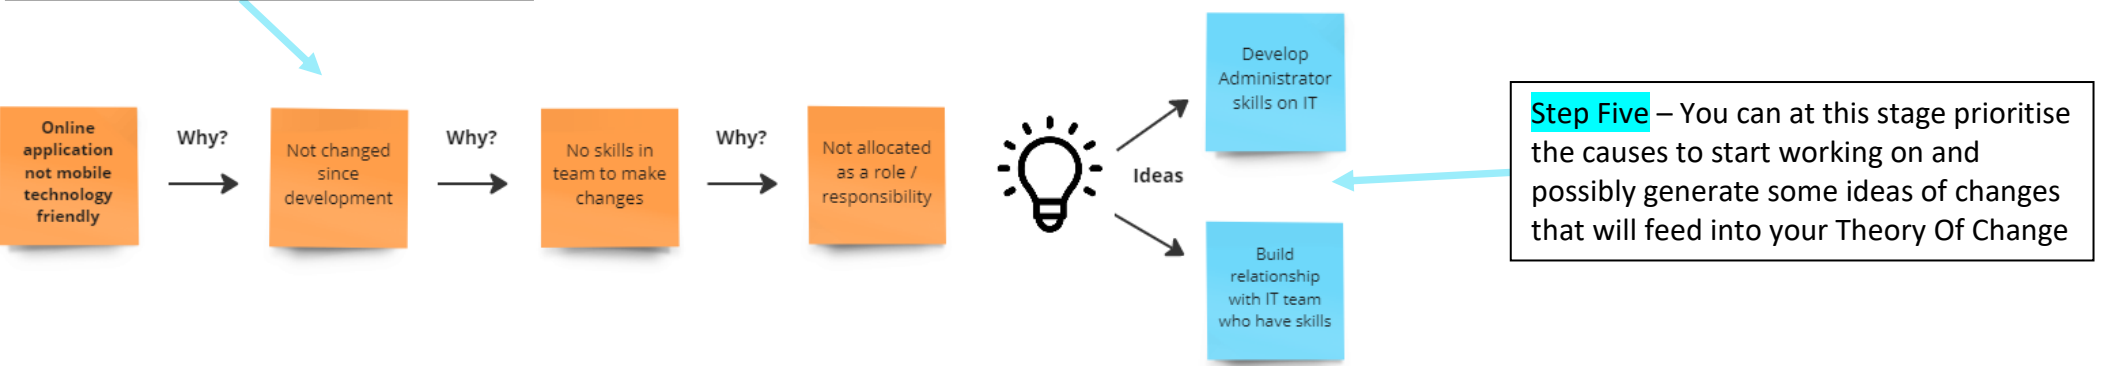 Online
application
not mobile
technology
friendly
Why?
Not changed
since
development
Why?
No skills in
team to make
changes
Why?
Not allocated
as a role /
responsibility
Ideas
Develop
Administrator
skills on IT
Build
relationship
with IT team
who have skills
Step Five – You can at this stage prioritise
the causes to start working on and
possibly generate some ideas of changes
that will feed into your Theory Of Change